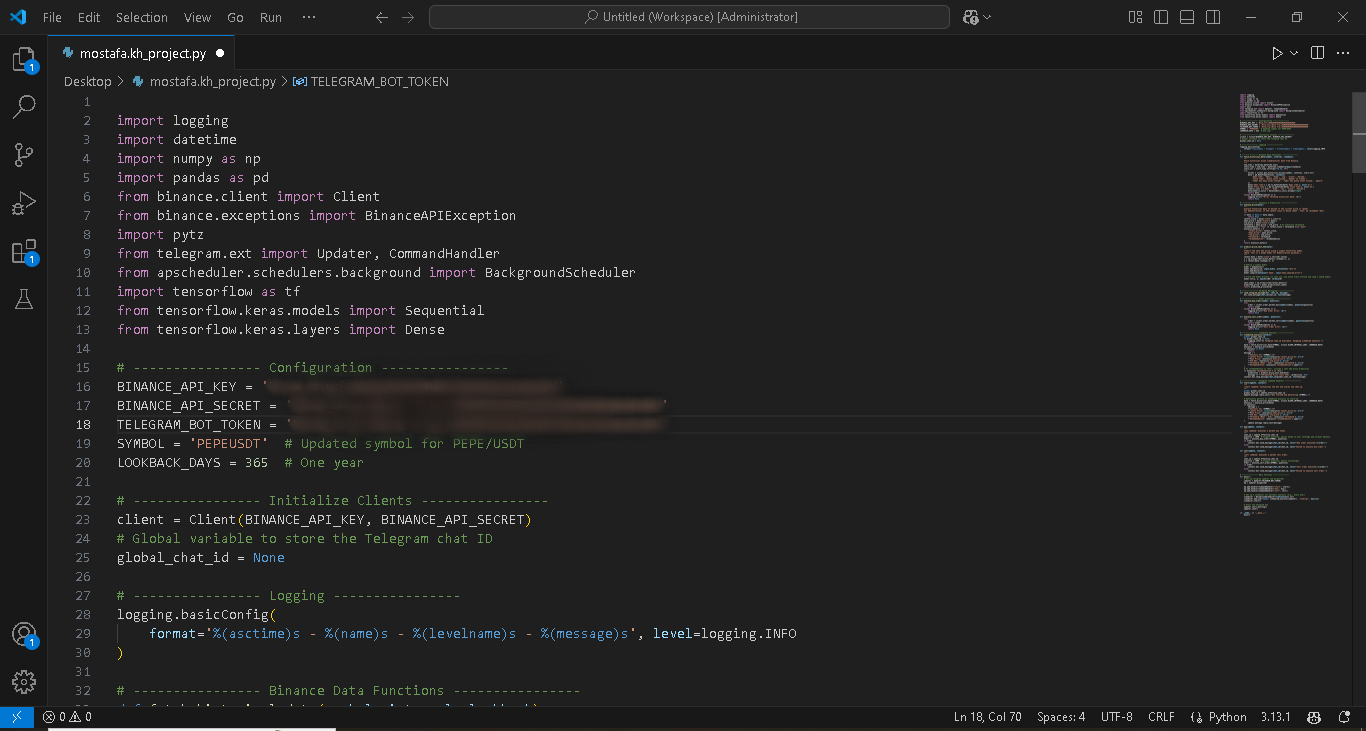 File Edit Selection View Go Run ··· Untitled (Workspace) [Administrator]
mostafa.kh_project.py
Desktop > mostafa.kh_project.py > TELEGRAM_BOT_TOKEN
1
2 import logging
3 import datetime
4 import numpy as np
5 import pandas as pd
6 from binance.client import Client
7 from binance.exceptions import BinanceAPIException
8 import pytz
9 from telegram.ext import Updater, CommandHandler
10 from apscheduler.schedulers.background import BackgroundScheduler
11 import tensorflow as tf
12 from tensorflow.keras.models import Sequential
13 from tensorflow.keras.layers import Dense
14
15 # ---------------- Configuration ----------------
16 BINANCE_API_KEY = '
17 BINANCE_API_SECRET = '
18 TELEGRAM_BOT_TOKEN = '
19 SYMBOL = 'PEPEUSDT' # Updated symbol for PEPE/USDT
20 LOOKBACK_DAYS = 365 # One year
21
22 # ---------------- Initialize Clients ----------------
23 client = Client(BINANCE_API_KEY, BINANCE_API_SECRET)
24 # Global variable to store the Telegram chat ID
25 global_chat_id = None
26
27 # ---------------- Logging ----------------
28 logging.basicConfig(
29 format='%(asctime)s - %(name)s - %(levelname)s - %(message)s', level=logging.INFO
30 )
31
32 # ---------------- Binance Data Functions ----------------
0 0 Ln 18, Col 70 Spaces: 4 UTF-8 CRLF Python 3.13.1